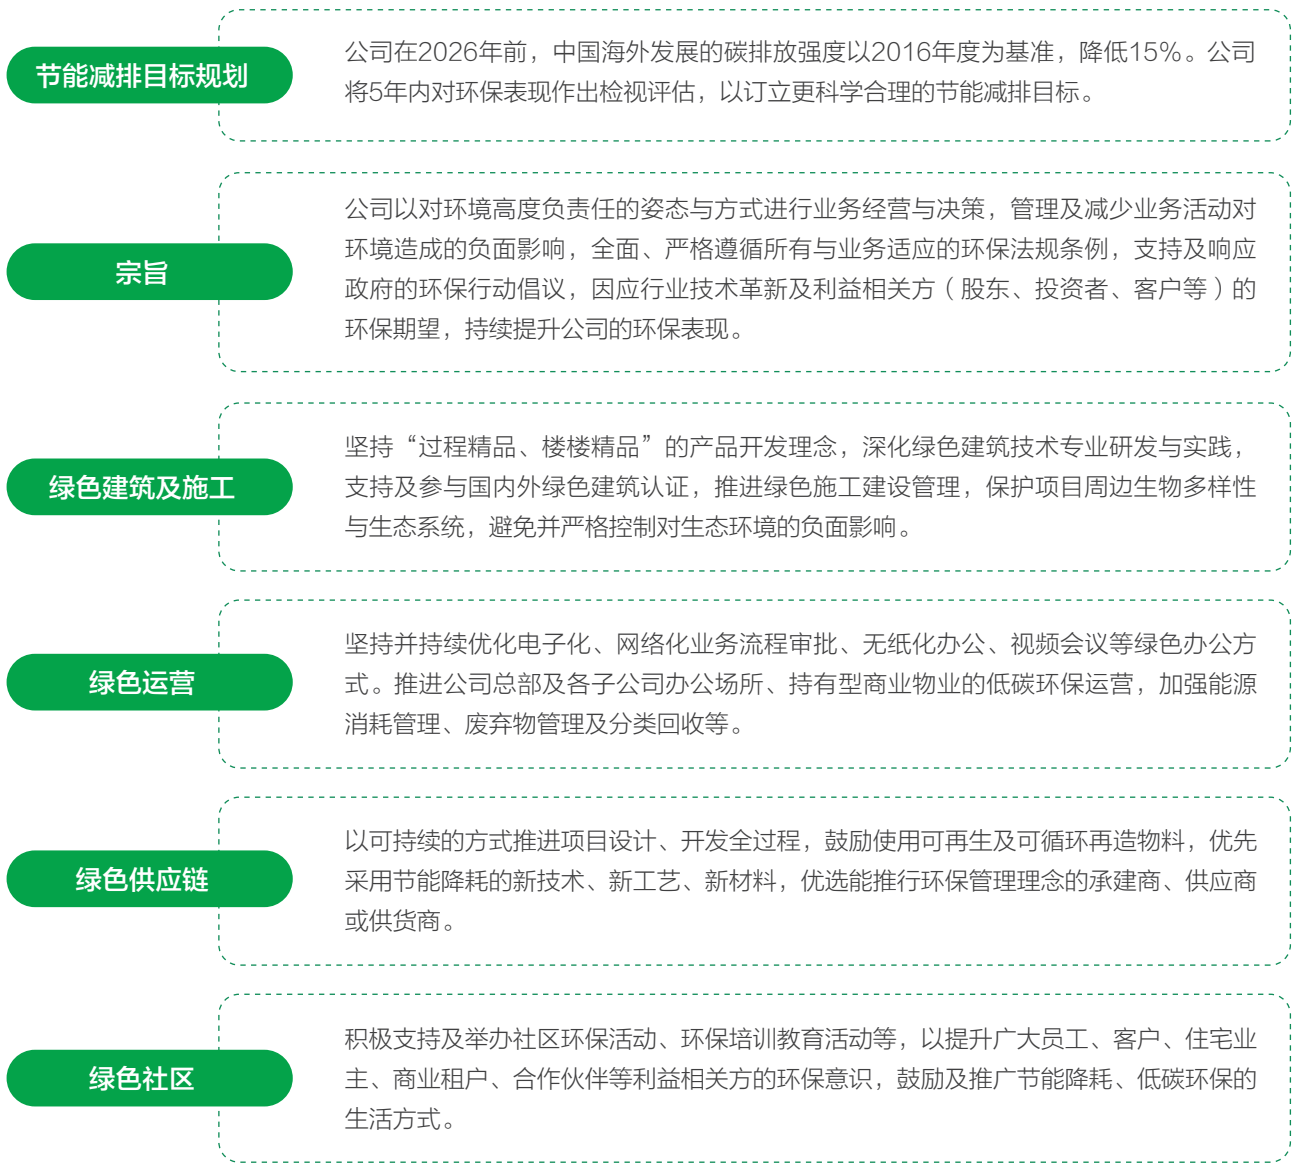 节能减排目标规划
公司在2026年前，中国海外发展的碳排放强度以2016年度为基准，降低15%。公司
将5年内对环保表现作出检视评估，以订立更科学合理的节能减排目标。
宗旨
公司以对环境高度负责任的姿态与方式进行业务经营与决策，管理及减少业务活动对
环境造成的负面影响，全面、严格遵循所有与业务适应的环保法规条例，支持及响应
政府的环保行动倡议，因应行业技术革新及利益相关方（股东、投资者、客户等）的
环保期望，持续提升公司的环保表现。
绿色建筑及施工
坚持“过程精品、楼楼精品”的产品开发理念，深化绿色建筑技术专业研发与实践，
支持及参与国内外绿色建筑认证，推进绿色施工建设管理，保护项目周边生物多样性
与生态系统，避免并严格控制对生态环境的负面影响。
绿色运营
坚持并持续优化电子化、网络化业务流程审批、无纸化办公、视频会议等绿色办公方
式。推进公司总部及各子公司办公场所、持有型商业物业的低碳环保运营，加强能源
消耗管理、废弃物管理及分类回收等。
绿色供应链
以可持续的方式推进项目设计、开发全过程，鼓励使用可再生及可循环再造物料，优先
采用节能降耗的新技术、新工艺、新材料，优选能推行环保管理理念的承建商、供应商
或供货商。
绿色社区
积极支持及举办社区环保活动、环保培训教育活动等，以提升广大员工、客户、住宅业
主、商业租户、合作伙伴等利益相关方的环保意识，鼓励及推广节能降耗、低碳环保的
生活方式。